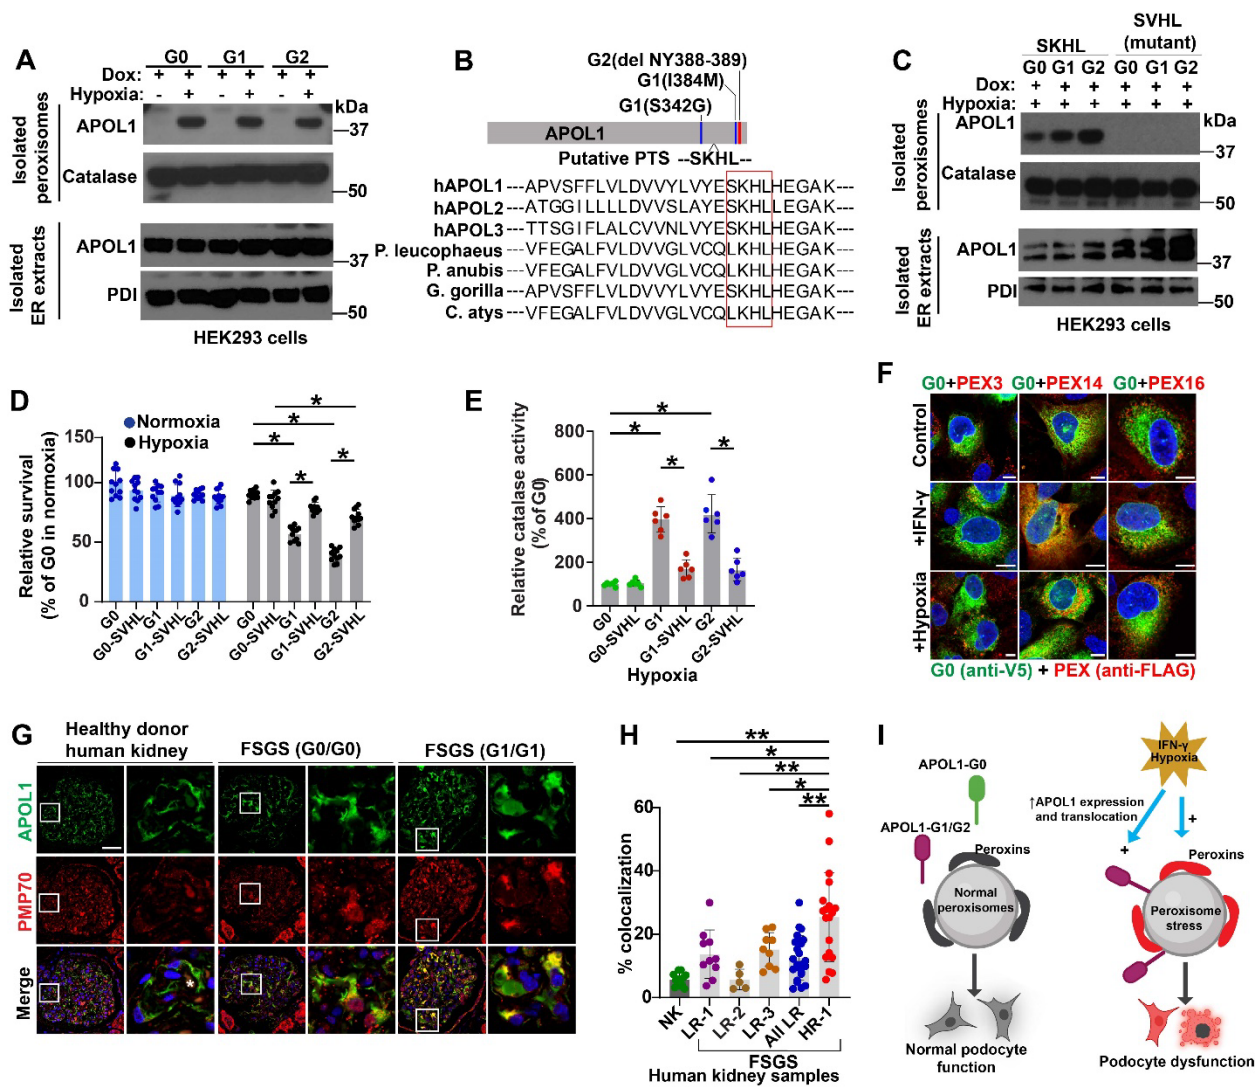 A
G0 G1 G2
Dox: + + + + + +
Hypoxia: - + - + - +
kDa
Isolated peroxisomes
APOL1
37
Catalase
50
Isolated ER extracts
APOL1
37
PDI
50
HEK293 cells
B
G2(del NY388-389)
G1(I384M)
G1(S342G)
APOL1
Putative PTS --SKHL--
hAPOL1 ---APVSFFLVLDVVYLVYESKHLHEGAK---
hAPOL2 ---ATGGILLLLDVVSLAYESKHLLEGAK---
hAPOL3 ---TTSGIFLALCVVNLVYESKHLHEGAK---
P. leucophaeus ---VFEGALFVLDVVGLVCQLKHLHEGAK---
P. anubis ---VFEGALFVLDVVGLVCQLKHLHEGAK---
G. gorilla ---APVSFFLVLDVVYLVYESKHLHEGAK---
C. atys ---VFEGALFVLDVVGLVCQLKHLHEGAK---
C
SKHL
SVHL
(mutant)
G0 G1 G2 G0 G1 G2
Dox: + + + + + +
Hypoxia: + + + + + +
kDa
Isolated peroxisomes
APOL1
37
Catalase
50
Isolated ER extracts
APOL1
37
PDI
50
HEK293 cells
D
Normoxia
Hypoxia
* * * * *
Relative survival
(% of G0 in normoxia)
150
100
50
0
G0 G0-SVHL G1 G1-SVHL G2 G2-SVHL
G0 G0-SVHL G1 G1-SVHL G2 G2-SVHL
E
* * * *
Relative catalase activity
(% of G0)
800
600
400
200
0
G0 G0-SVHL G1 G1-SVHL G2 G2-SVHL
Hypoxia
F
G0+PEX3 G0+PEX14 G0+PEX16
Control
+IFN-γ
+Hypoxia
G0 (anti-V5) + PEX (anti-FLAG)
G
Healthy donor
human kidney
FSGS (G0/G0)
FSGS (G1/G1)
APOL1
PMP70
Merge
*
H
**
*
**
*
**
% colocalization
60
40
20
0
NK LR-1 LR-2 LR-3 All LR HR-1
FSGS
Human kidney samples
I
IFN-γ
Hypoxia
APOL1-G0
↑APOL1 expression
and translocation
+
+
APOL1-G1/G2
Peroxins
Normal
peroxisomes
Normal podocyte
function
Peroxins
Peroxisome
stress
Podocyte dysfunction